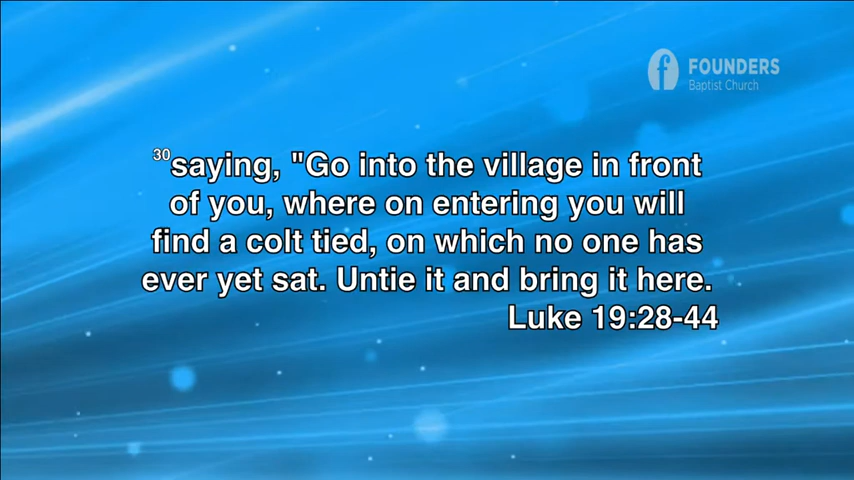 FOUNDERS
Baptist Church
30saying, "Go into the village in front
of you, where on entering you will
find a colt tied, on which no one has
ever yet sat. Untie it and bring it here.
Luke 19:28-44